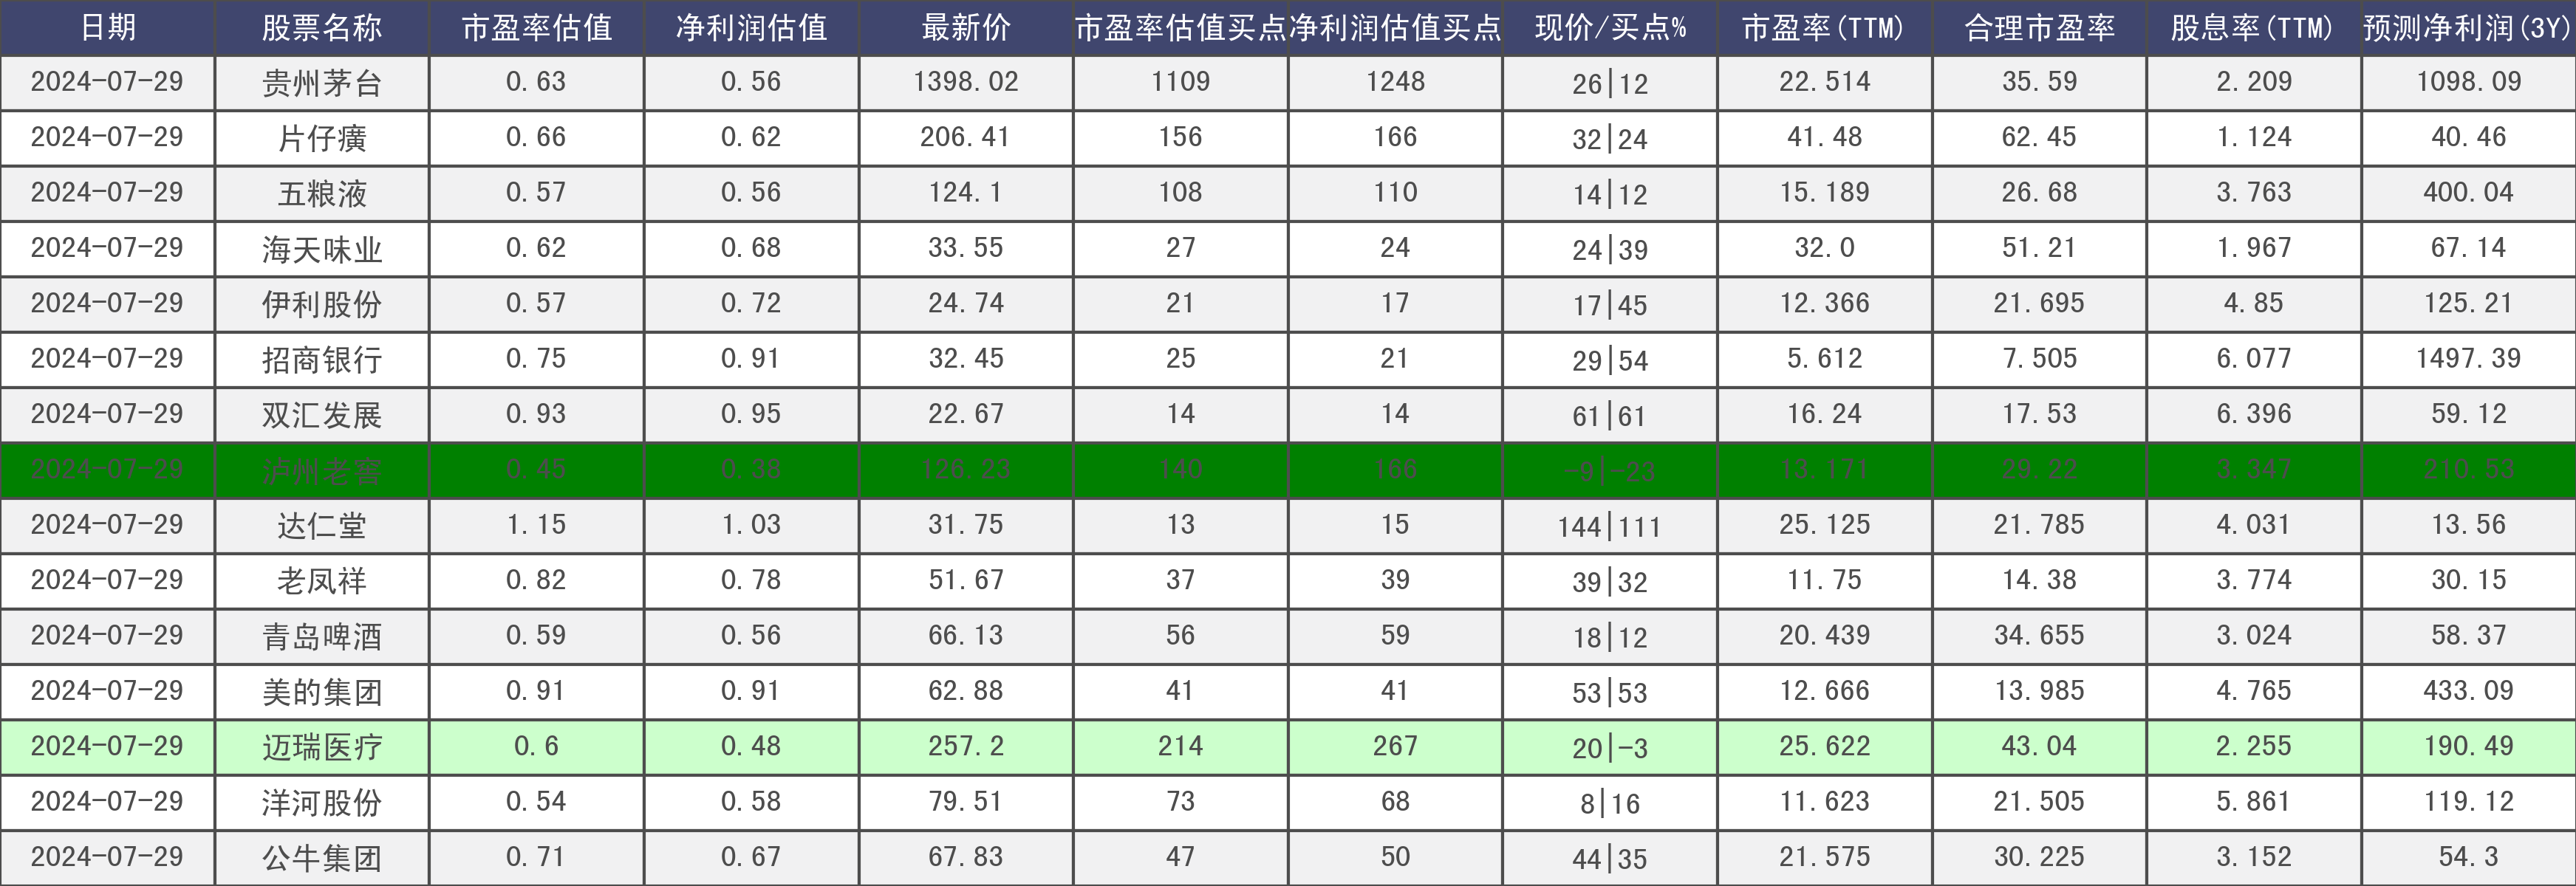 日期 股票名称 市盈率估值 净利润估值 最新价 市盈率估值买点 净利润估值买点 现价/买点% 市盈率(TTM) 合理市盈率 股息率(TTM) 预测净利润(3Y)
2024-07-29 贵州茅台 0.63 0.56 1398.02 1109 1248 26|12 22.514 35.59 2.209 1098.09
2024-07-29 片仔癀 0.66 0.62 206.41 156 166 32|24 41.48 62.45 1.124 40.46
2024-07-29 五粮液 0.57 0.56 124.1 108 110 14|12 15.189 26.68 3.763 400.04
2024-07-29 海天味业 0.62 0.68 33.55 27 24 24|39 32.0 51.21 1.967 67.14
2024-07-29 伊利股份 0.57 0.72 24.74 21 17 17|45 12.366 21.695 4.85 125.21
2024-07-29 招商银行 0.75 0.91 32.45 25 21 29|54 5.612 7.505 6.077 1497.39
2024-07-29 双汇发展 0.93 0.95 22.67 14 14 61|61 16.24 17.53 6.396 59.12
2024-07-29 泸州老窖 0.45 0.38 126.23 140 166 -9|-23 13.171 29.22 3.347 210.53
2024-07-29 达仁堂 1.15 1.03 31.75 13 15 144|111 25.125 21.785 4.031 13.56
2024-07-29 老凤祥 0.82 0.78 51.67 37 39 39|32 11.75 14.38 3.774 30.15
2024-07-29 青岛啤酒 0.59 0.56 66.13 56 59 18|12 20.439 34.655 3.024 58.37
2024-07-29 美的集团 0.91 0.91 62.88 41 41 53|53 12.666 13.985 4.765 433.09
2024-07-29 迈瑞医疗 0.6 0.48 257.2 214 267 20|-3 25.622 43.04 2.255 190.49
2024-07-29 洋河股份 0.54 0.58 79.51 73 68 8|16 11.623 21.505 5.861 119.12
2024-07-29 公牛集团 0.71 0.67 67.83 47 50 44|35 21.575 30.225 3.152 54.3